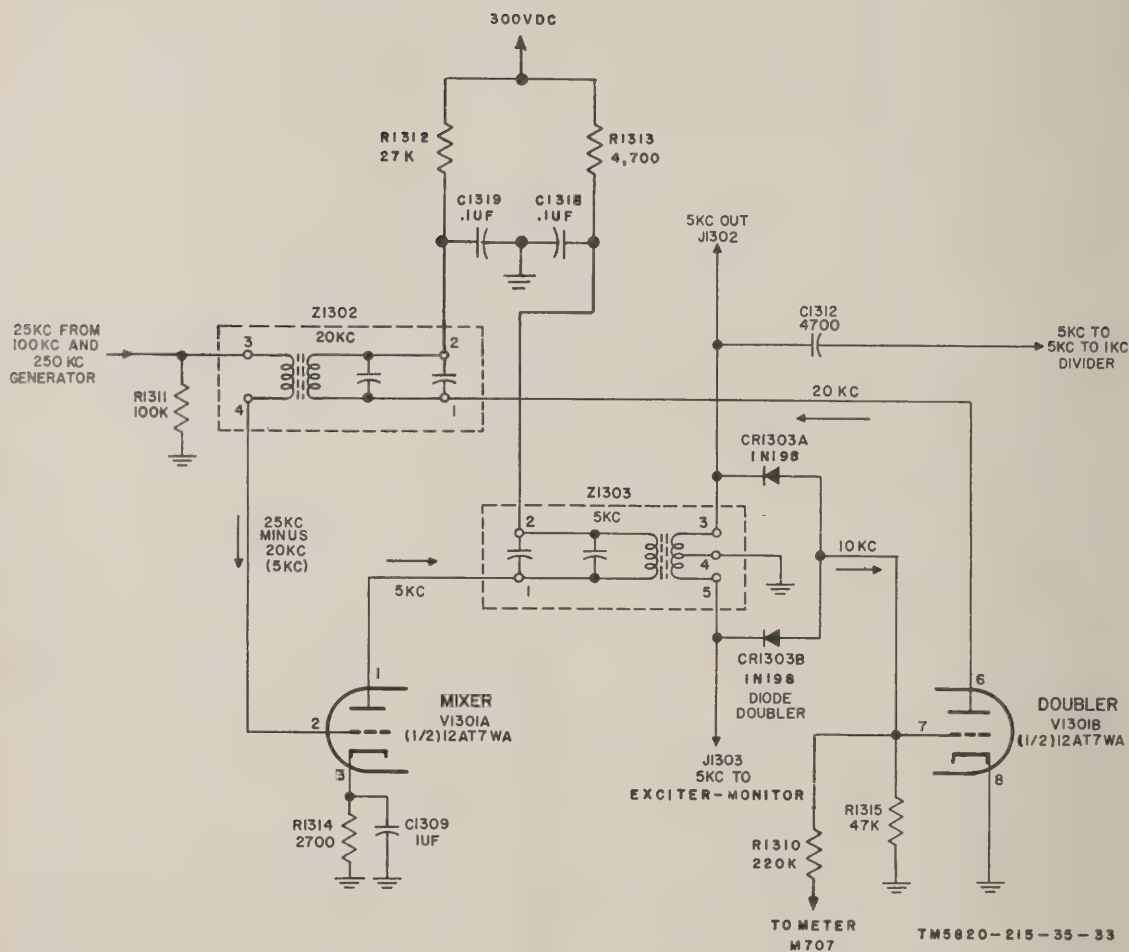 300VDC
R1312
27K
R1313
4,700
C1319
.1UF
C1318
.1UF
5KC OUT
J1302
Z1302
20KC
C1312
4700
25KC FROM
100KC AND
250KC
GENERATOR
3
2
5KC TO
5KC TO 1KC
DIVIDER
R1311
100K
4
1
20 KC
CR1303A
1N198
Z1303
5KC
25KC
MINUS
20KC
(5KC)
2
3
4
10KC
5KC
1
5
CR1303B
1N198
DIODE
DOUBLER
1
MIXER
V1301A
(1/2)12AT7WA
2
3
6
DOUBLER
V1301B
(1/2)12AT7WA
7
8
J1303
5KC TO
EXCITER-MONITOR
R1314
2700
C1309
1UF
R1315
47K
R1310
220K
TO METER
M707
TM5820-215-35-33